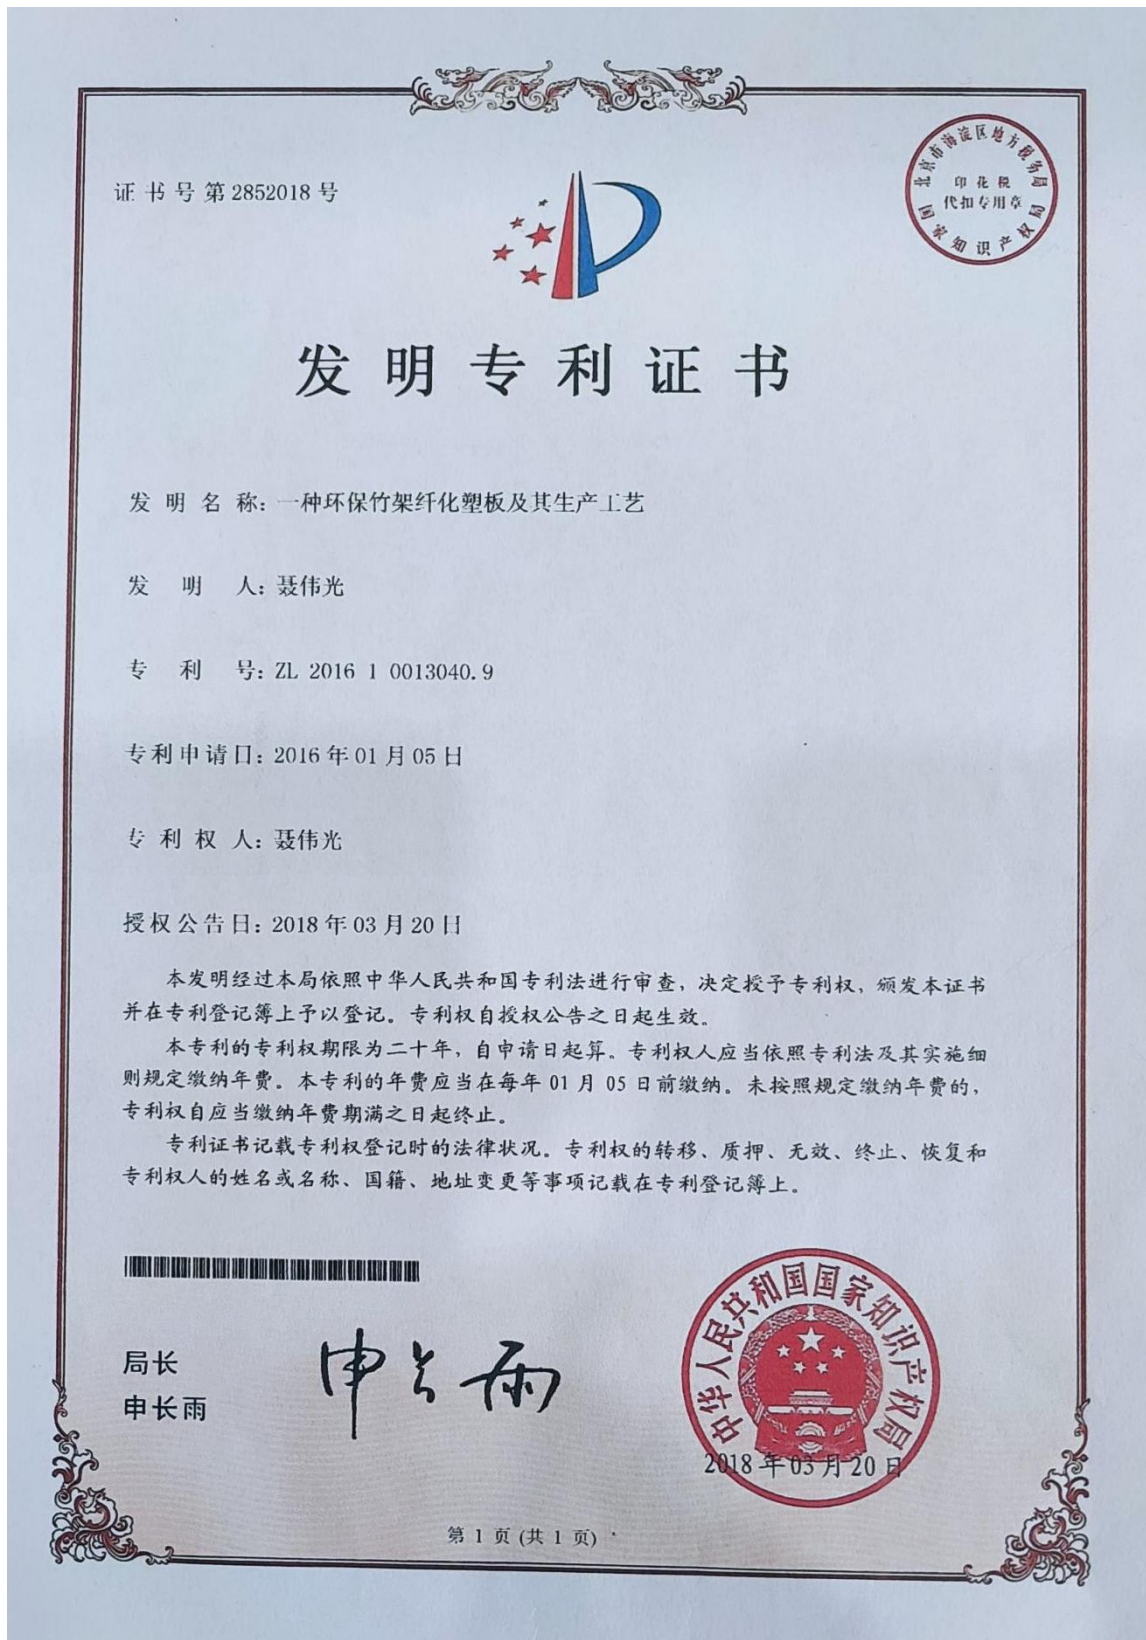 证书号第2852018号
北京市海淀区地方税务局
印花税
代扣专用章
国家知识产权局
发明专利证书
发明名称：一种环保竹架纤化塑板及其生产工艺
发明人：聂伟光
专利号：ZL 2016 1 0013040.9
专利申请日：2016年01月05日
专利权人：聂伟光
授权公告日：2018年03月20日
本发明经过本局依照中华人民共和国专利法进行审查，决定授予专利权，颁发本证书
并在专利登记簿上予以登记。专利权自授权公告之日起生效。
本专利的专利权期限为二十年，自申请日起算。专利权人应当依照专利法及其实施细
则规定缴纳年费。本专利的年费应当在每年01月05日前缴纳。未按照规定缴纳年费的，
专利权自应当缴纳年费期满之日起终止。
专利证书记载专利权登记时的法律状况。专利权的转移、质押、无效、终止、恢复和
专利权人的姓名或名称、国籍、地址变更等事项记载在专利登记簿上。
局长
申长雨
申长雨
中华人民共和国国家知识产权局
2018年03月20日
第1页(共1页)